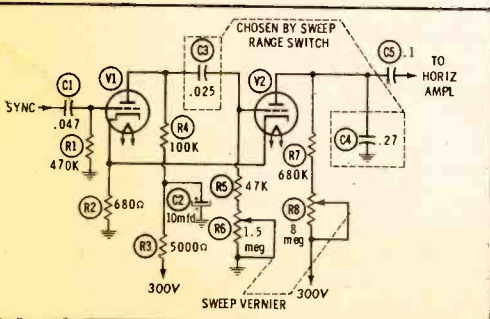 CHOSEN BY SWEEP
RANGE SWITCH
C1
V1
C3
V2
C5 .1
TO
HORIZ
AMPL
SYNC
.047
.025
R1
470K
R4
100K
C4 .27
R7
680K
R2 680Ω
C2
10mfd
R5 47K
R3 5000Ω
R6 1.5
meg
R8
8
meg
300V
300V
SWEEP VERNIER